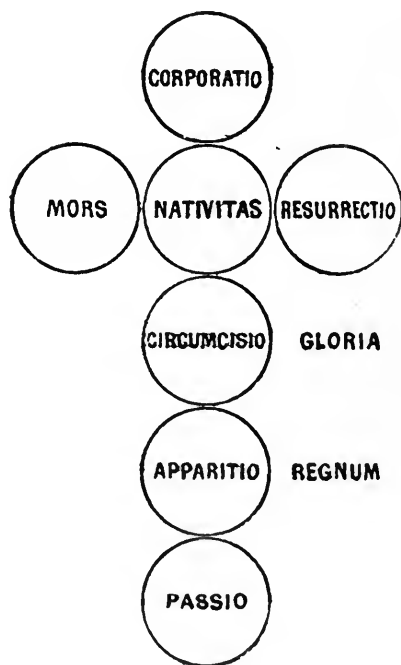 CORPORATIO
MORS NATIVITAS RESURRECTIO
CIRCUMCISIO GLORIA
APPARITIO REGNUM
PASSIO